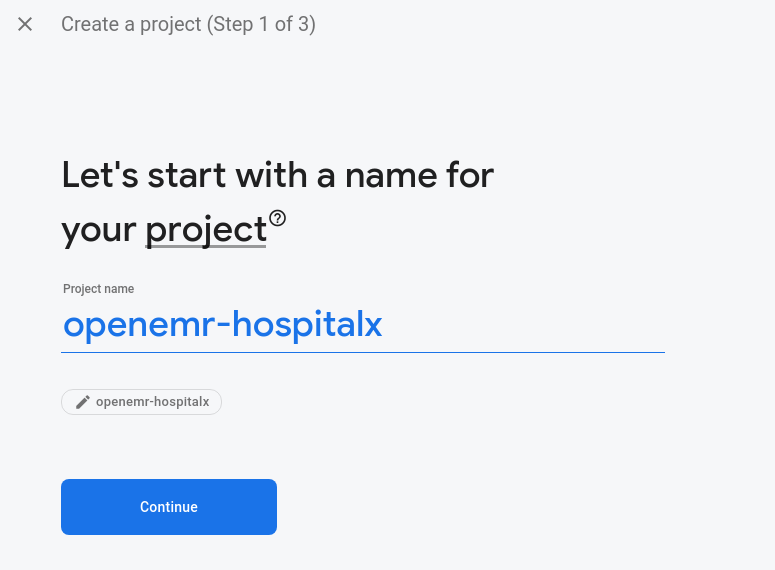 Create a project (Step 1 of 3)
Let's start with a name for
your project
Project name
openemr-hospitalx
openemr-hospitalx
Continue